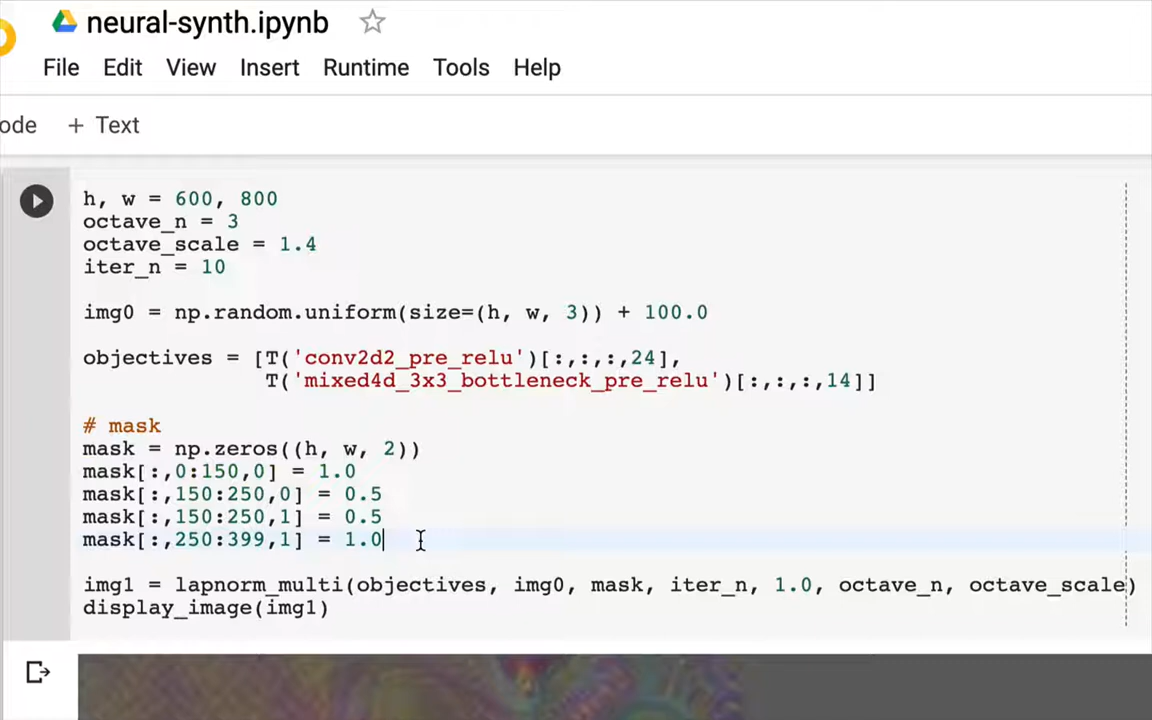 neural-synth.ipynb
File Edit View Insert Runtime Tools Help
ode + Text
h, w = 600, 800
octave_n = 3
octave_scale = 1.4
iter_n = 10
img0 = np.random.uniform(size=(h, w, 3)) + 100.0
objectives = [T('conv2d2_pre_relu')[:,:,:,24],
T('mixed4d_3x3_bottleneck_pre_relu')[:,:,:,14]]
# mask
mask = np.zeros((h, w, 2))
mask[:,0:150,0] = 1.0
mask[:,150:250,0] = 0.5
mask[:,150:250,1] = 0.5
mask[:,250:399,1] = 1.0
img1 = lapnorm_multi(objectives, img0, mask, iter_n, 1.0, octave_n, octave_scale)
display_image(img1)